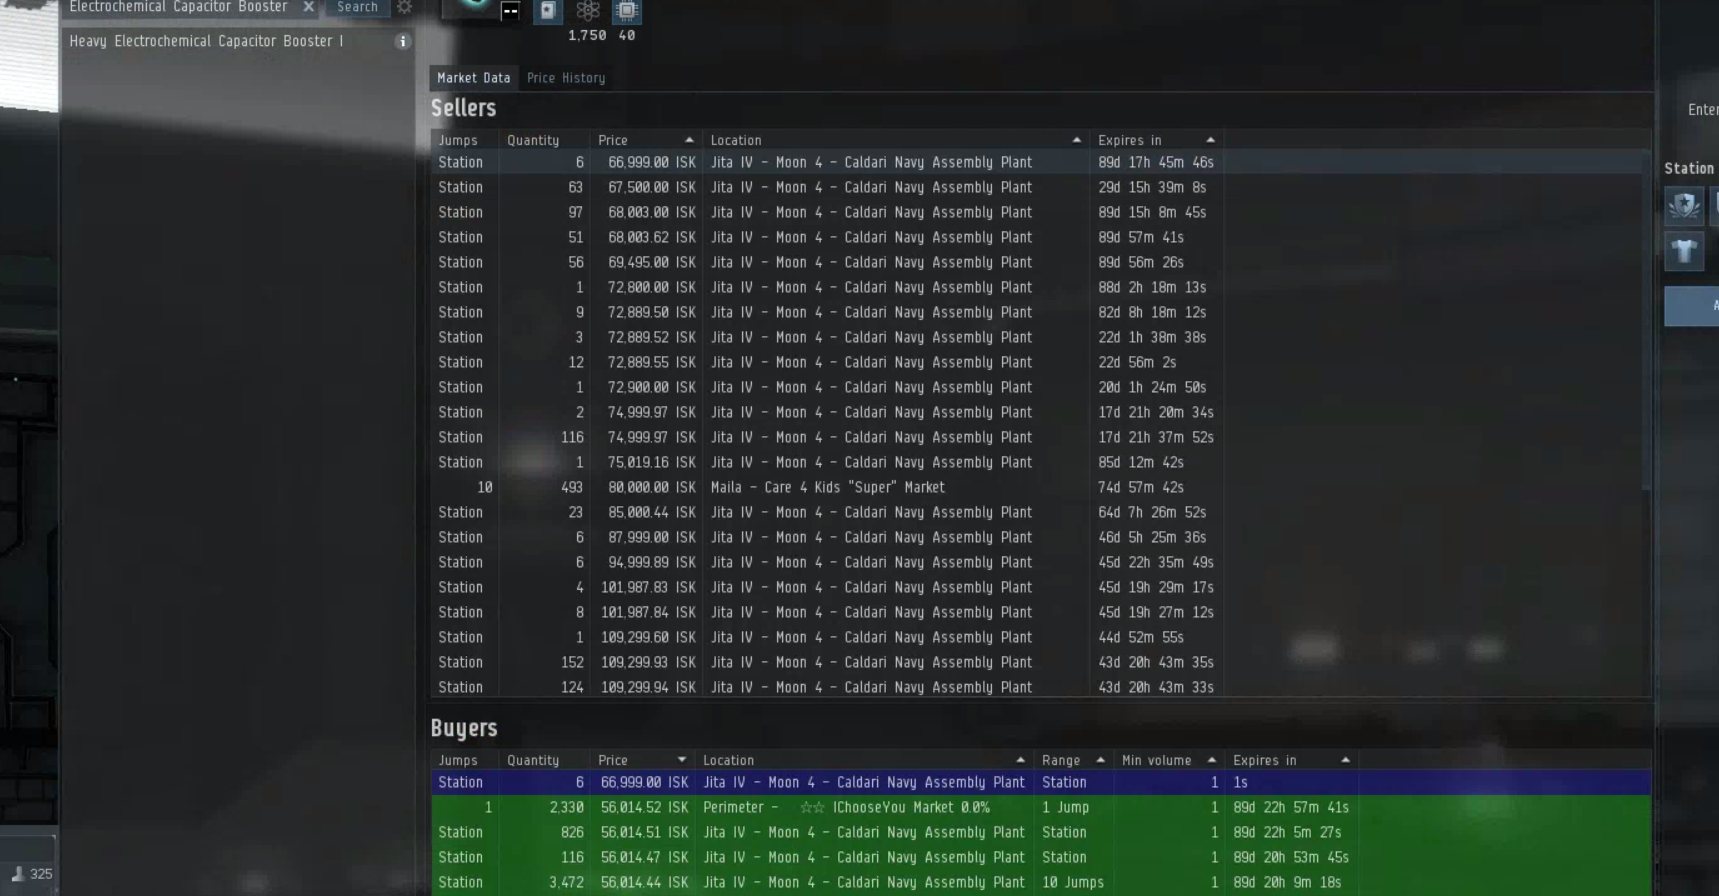 Electrochemical Capacitor Booster X Search
--
1,750 40
Heavy Electrochemical Capacitor Booster I i
Market Data Price History
Sellers
Jumps Quantity Price Location Expires in
Station 6 66,999.00 ISK Jita IV - Moon 4 - Caldari Navy Assembly Plant 89d 17h 45m 46s
Station 63 67,500.00 ISK Jita IV - Moon 4 - Caldari Navy Assembly Plant 29d 15h 39m 8s
Station 97 68,003.00 ISK Jita IV - Moon 4 - Caldari Navy Assembly Plant 89d 15h 8m 45s
Station 51 68,003.62 ISK Jita IV - Moon 4 - Caldari Navy Assembly Plant 89d 57m 41s
Station 56 69,495.00 ISK Jita IV - Moon 4 - Caldari Navy Assembly Plant 89d 56m 26s
Station 1 72,800.00 ISK Jita IV - Moon 4 - Caldari Navy Assembly Plant 88d 2h 18m 13s
Station 9 72,889.50 ISK Jita IV - Moon 4 - Caldari Navy Assembly Plant 82d 8h 18m 12s
Station 3 72,889.52 ISK Jita IV - Moon 4 - Caldari Navy Assembly Plant 22d 1h 38m 38s
Station 12 72,889.55 ISK Jita IV - Moon 4 - Caldari Navy Assembly Plant 22d 56m 2s
Station 1 72,900.00 ISK Jita IV - Moon 4 - Caldari Navy Assembly Plant 20d 1h 24m 50s
Station 2 74,999.97 ISK Jita IV - Moon 4 - Caldari Navy Assembly Plant 17d 21h 20m 34s
Station 116 74,999.97 ISK Jita IV - Moon 4 - Caldari Navy Assembly Plant 17d 21h 37m 52s
Station 1 75,019.16 ISK Jita IV - Moon 4 - Caldari Navy Assembly Plant 85d 12m 42s
10 493 80,000.00 ISK Maila - Care 4 Kids "Super" Market 74d 57m 42s
Station 23 85,000.44 ISK Jita IV - Moon 4 - Caldari Navy Assembly Plant 64d 7h 26m 52s
Station 6 87,999.00 ISK Jita IV - Moon 4 - Caldari Navy Assembly Plant 46d 5h 25m 36s
Station 6 94,999.89 ISK Jita IV - Moon 4 - Caldari Navy Assembly Plant 45d 22h 35m 49s
Station 4 101,987.83 ISK Jita IV - Moon 4 - Caldari Navy Assembly Plant 45d 19h 29m 17s
Station 8 101,987.84 ISK Jita IV - Moon 4 - Caldari Navy Assembly Plant 45d 19h 27m 12s
Station 1 109,299.60 ISK Jita IV - Moon 4 - Caldari Navy Assembly Plant 44d 52m 55s
Station 152 109,299.93 ISK Jita IV - Moon 4 - Caldari Navy Assembly Plant 43d 20h 43m 35s
Station 124 109,299.94 ISK Jita IV - Moon 4 - Caldari Navy Assembly Plant 43d 20h 43m 33s
Buyers
Jumps Quantity Price Location Range Min volume Expires in
Station 6 66,999.00 ISK Jita IV - Moon 4 - Caldari Navy Assembly Plant Station 1 1s
1 2,330 56,014.52 ISK Perimeter - ☆☆ IChooseYou Market 0.0% 1 Jump 1 89d 22h 57m 41s
Station 826 56,014.51 ISK Jita IV - Moon 4 - Caldari Navy Assembly Plant Station 1 89d 22h 5m 27s
Station 116 56,014.47 ISK Jita IV - Moon 4 - Caldari Navy Assembly Plant Station 1 89d 20h 53m 45s
Station 3,472 56,014.44 ISK Jita IV - Moon 4 - Caldari Navy Assembly Plant 10 Jumps 1 89d 20h 9m 18s
Enter
Station
325